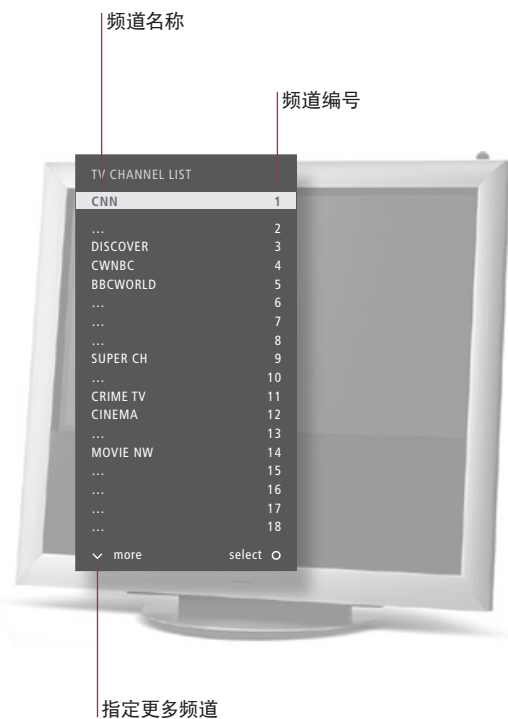 频道名称
频道编号
TV CHANNEL LIST
CNN 1
... 2
DISCOVER 3
CWNBC 4
BBCWORLD 5
... 6
... 7
... 8
SUPER CH 9
... 10
CRIME TV 11
CINEMA 12
... 13
MOVIE NW 14
... 15
... 16
... 17
... 18
more select
指定更多频道